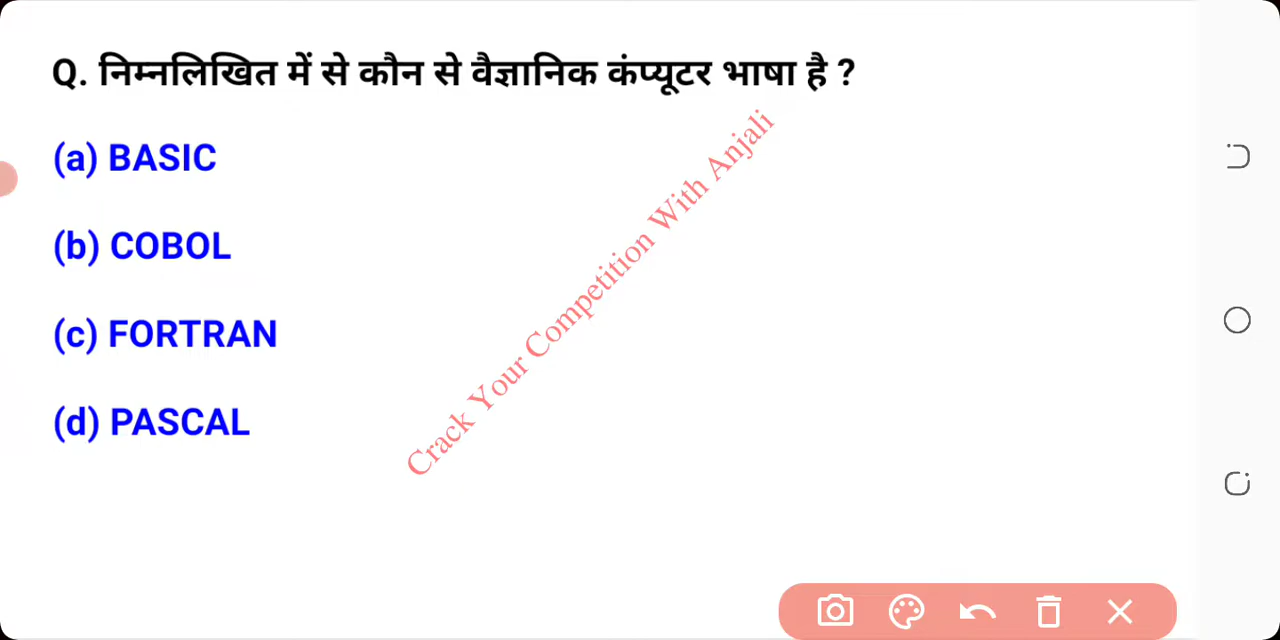 Q. निम्नलिखित में से कौन से वैज्ञानिक कंप्यूटर भाषा है ?
(a) BASIC
(b) COBOL
(c) FORTRAN
(d) PASCAL
Crack Your Competition With Anjali